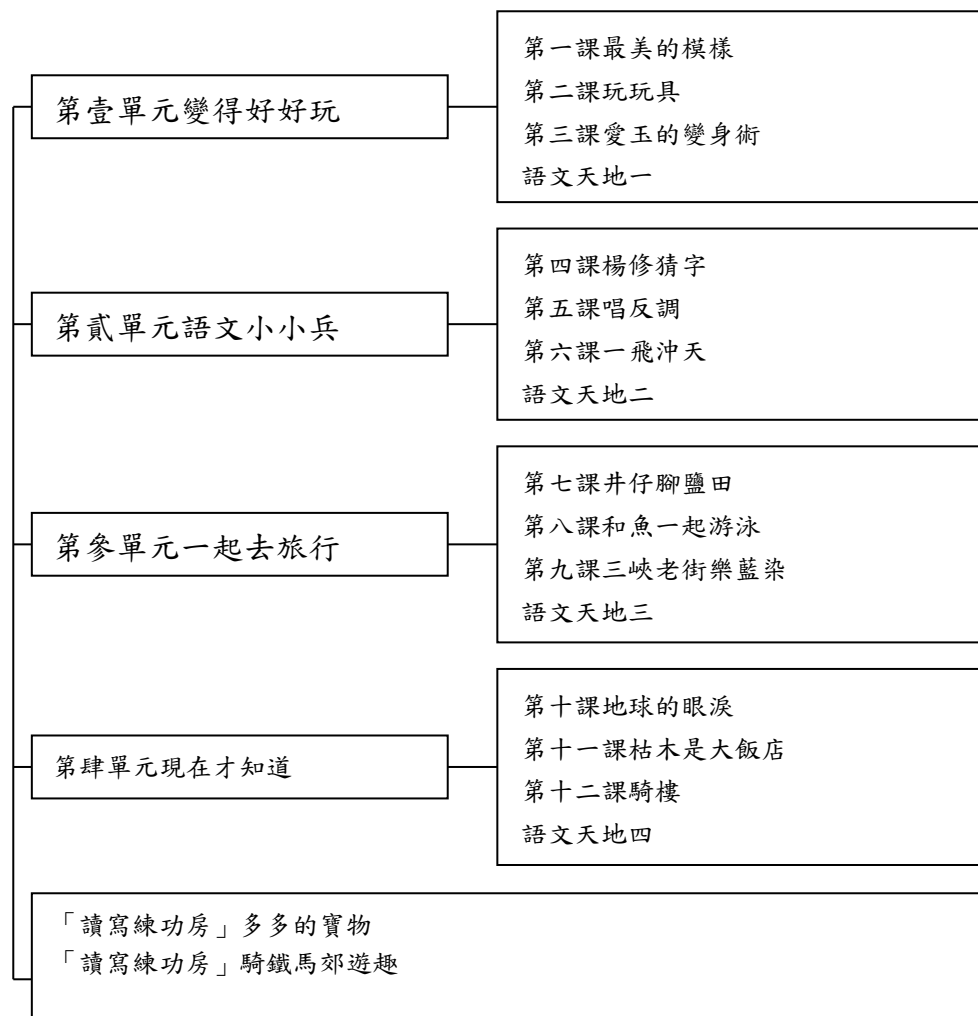 第壹單元變得好好玩
第一課最美的模樣
第二課玩玩具
第三課愛玉的變身術
語文天地一
第貳單元語文小小兵
第四課楊修猜字
第五課唱反調
第六課一飛沖天
語文天地二
第參單元一起去旅行
第七課井仔腳鹽田
第八課和魚一起游泳
第九課三峽老街樂藍染
語文天地三
第肆單元現在才知道
第十課地球的眼淚
第十一課枯木是大飯店
第十二課騎樓
語文天地四
「讀寫練功房」多多的寶物
「讀寫練功房」騎鐵馬郊遊趣